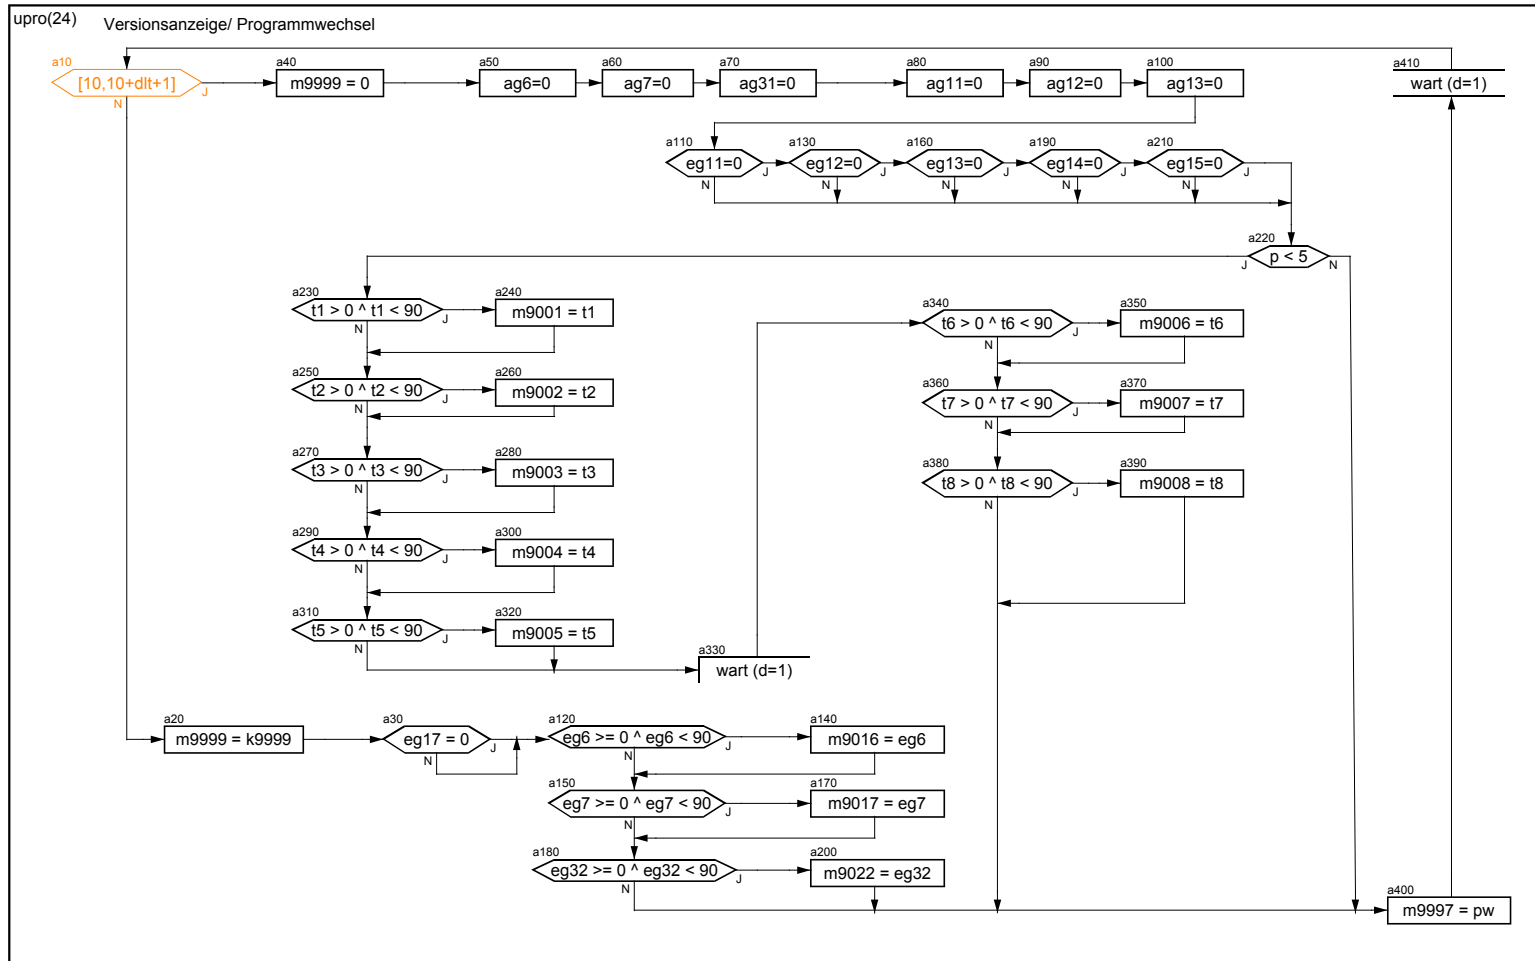 upro(24) Versionsanzeige/ Programmwechsel
a10 a40 a50 a60 a70 a80 a90 a100 a410
[10,10+dlt+1] J m9999 = 0 ag6=0 ag7=0 ag31=0 ag11=0 ag12=0 ag13=0 wart (d=1)
N
a110 a130 a160 a190 a210
eg11=0 J eg12=0 J eg13=0 J eg14=0 J eg15=0 J
N N N N N
a220
J p < 5 N
a230 a240
t1 > 0 ^ t1 < 90 J m9001 = t1
N
a250 a260
t2 > 0 ^ t2 < 90 J m9002 = t2
N
a270 a280
t3 > 0 ^ t3 < 90 J m9003 = t3
N
a290 a300
t4 > 0 ^ t4 < 90 J m9004 = t4
N
a310 a320
t5 > 0 ^ t5 < 90 J m9005 = t5
N
a330
wart (d=1)
a340 a350
t6 > 0 ^ t6 < 90 J m9006 = t6
N
a360 a370
t7 > 0 ^ t7 < 90 J m9007 = t7
N
a380 a390
t8 > 0 ^ t8 < 90 J m9008 = t8
N
a20 a30 a120 a140
m9999 = k9999 eg17 = 0 J eg6 >= 0 ^ eg6 < 90 J m9016 = eg6
N N
a150 a170
eg7 >= 0 ^ eg7 < 90 J m9017 = eg7
N
a180 a200
eg32 >= 0 ^ eg32 < 90 J m9022 = eg32
N
a400
m9997 = pw